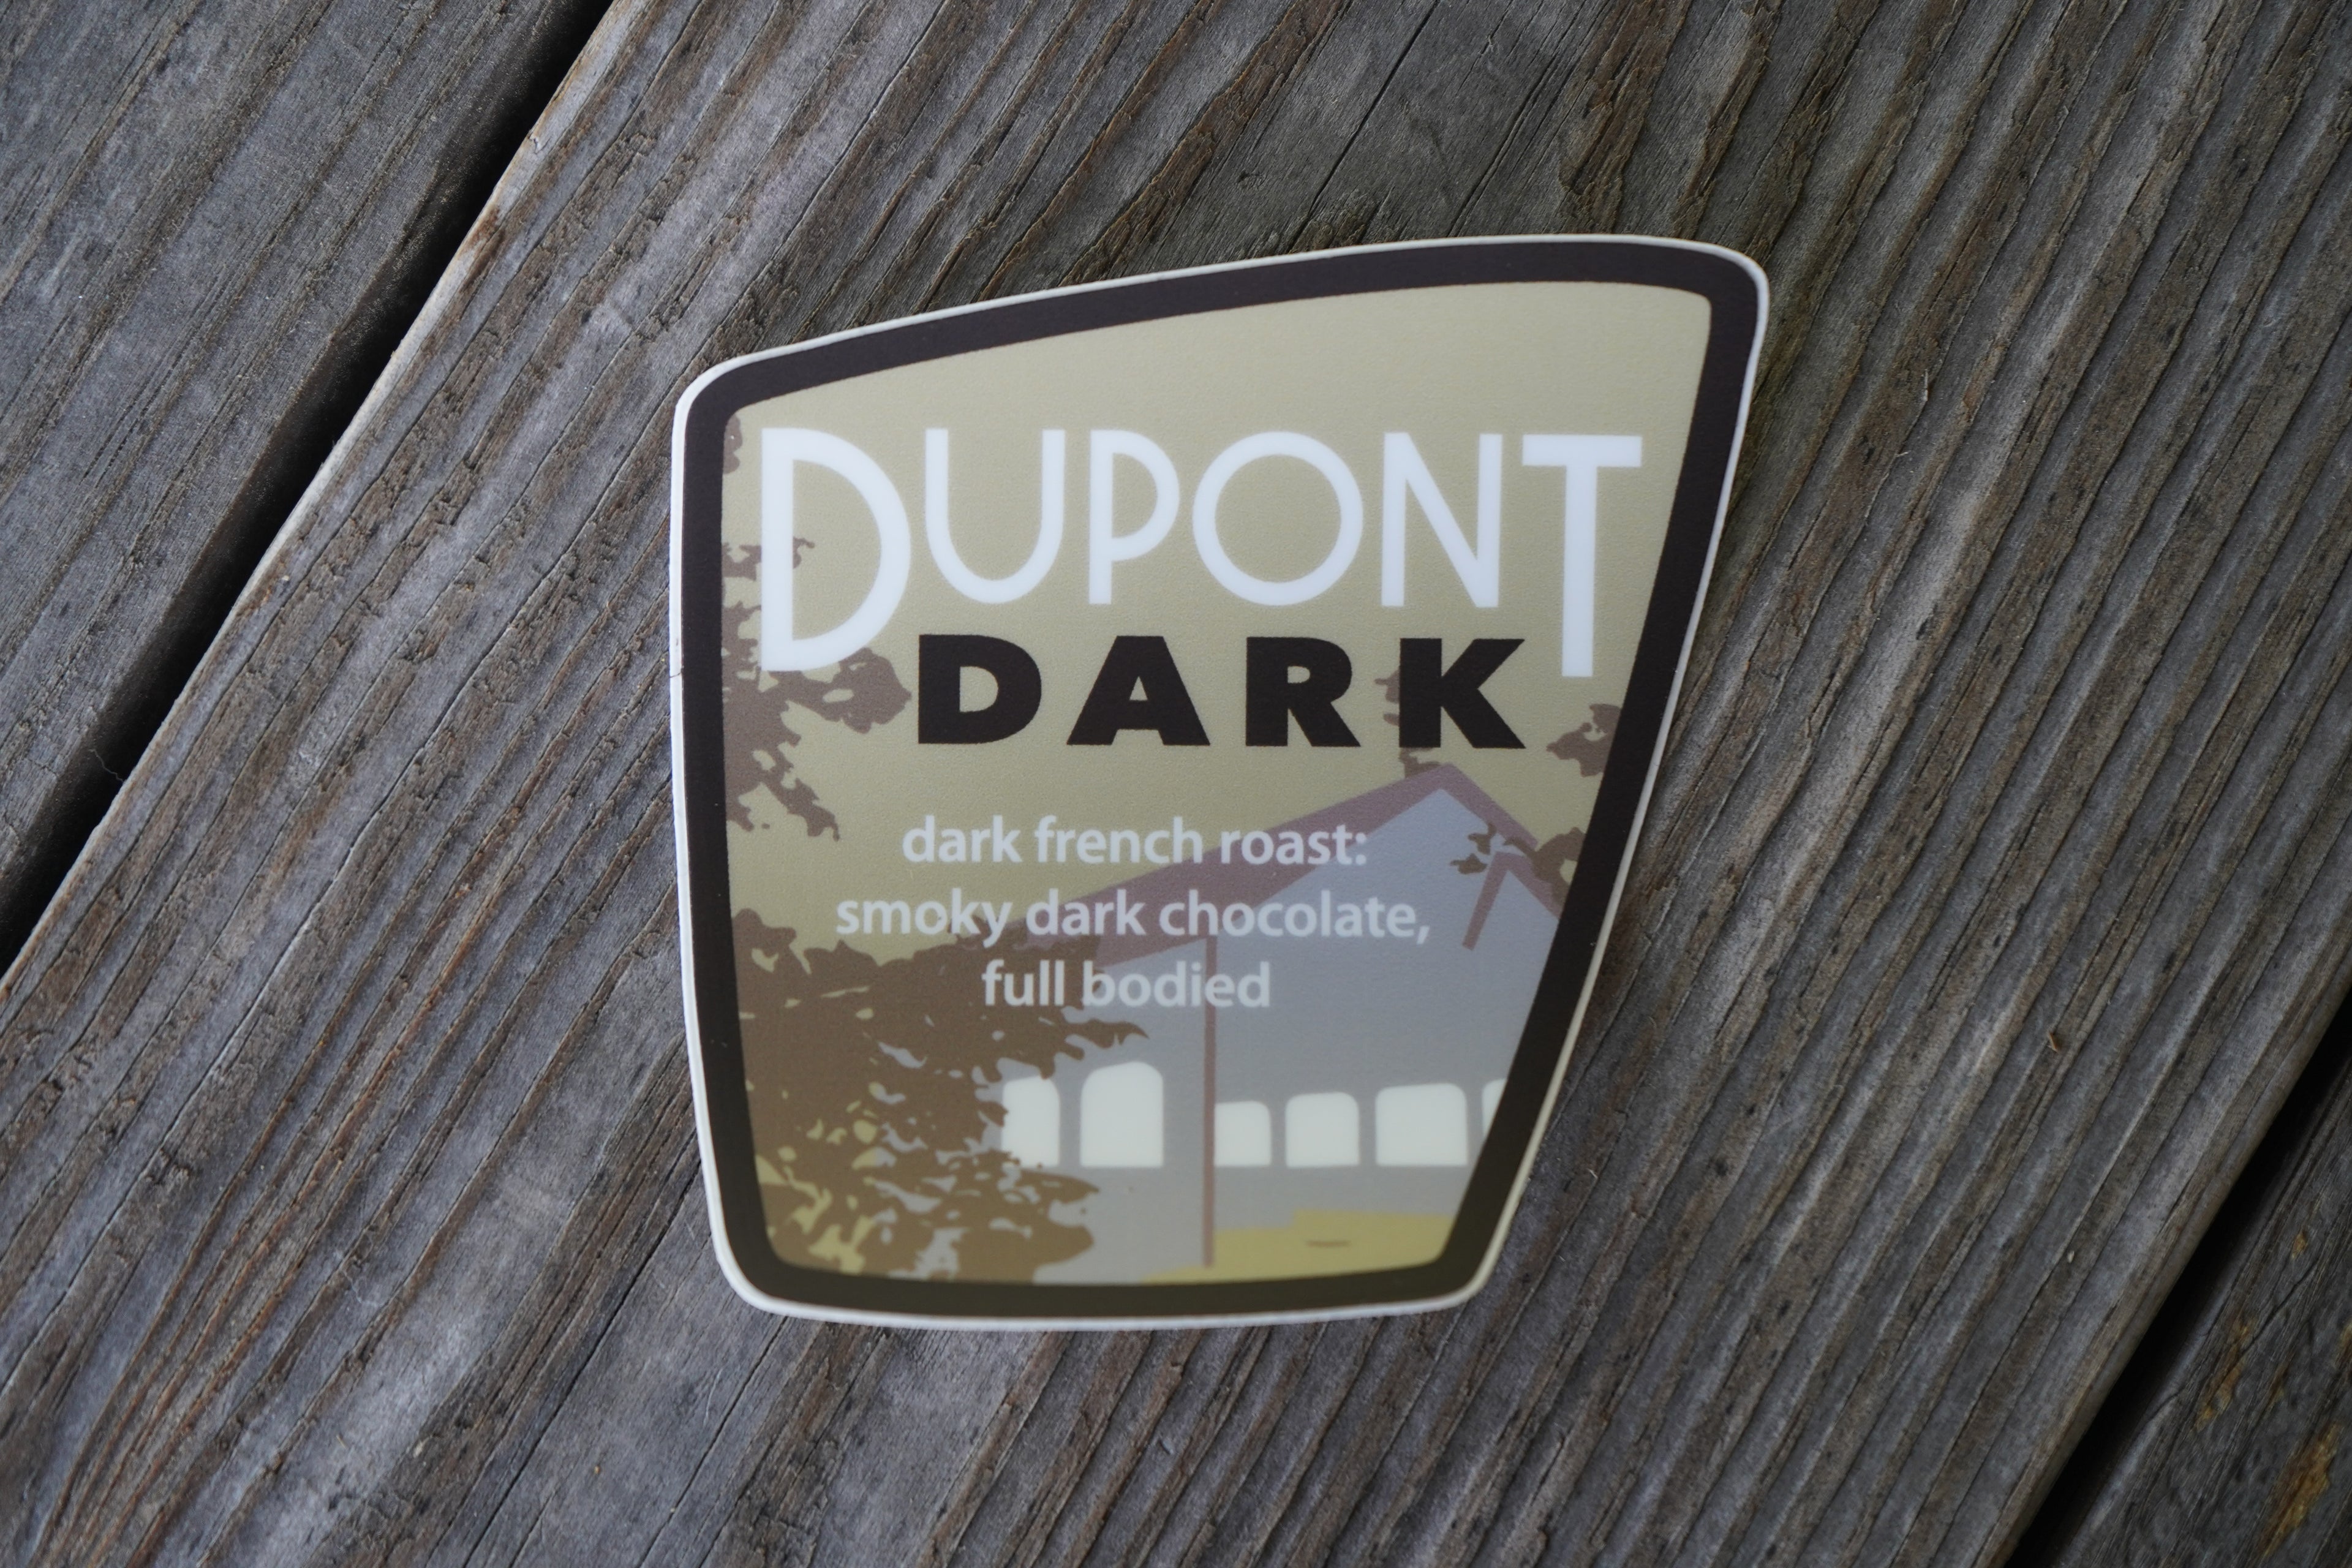 DUPONT
DARK
dark french roast:
smoky dark chocolate,
full bodied